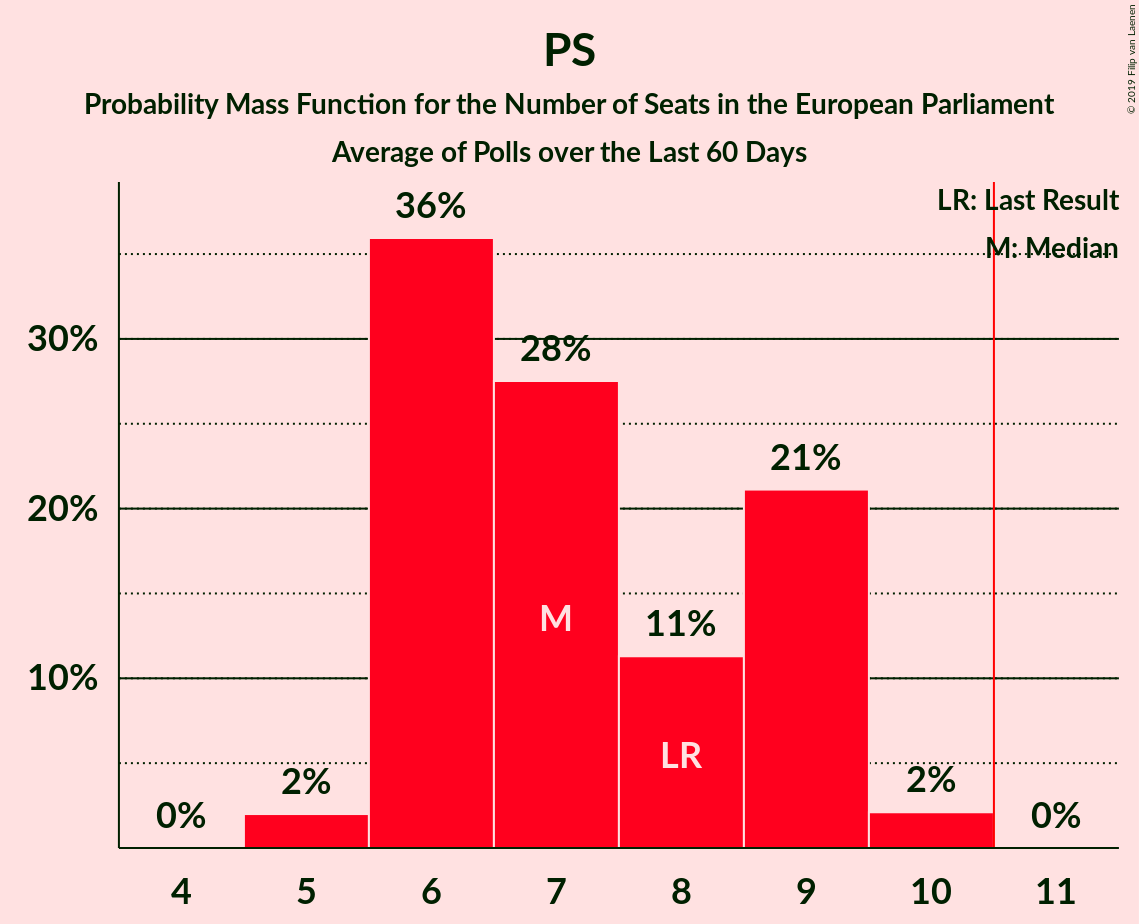 PS
Probability Mass Function for the Number of Seats in the European Parliament
Average of Polls over the Last 60 Days
© 2019 Filip van Laenen
LR: Last Result
M: Median
36%
30%
28%
21%
20%
M
11%
10%
LR
0%
2%
2%
0%
4 5 6 7 8 9 10 11